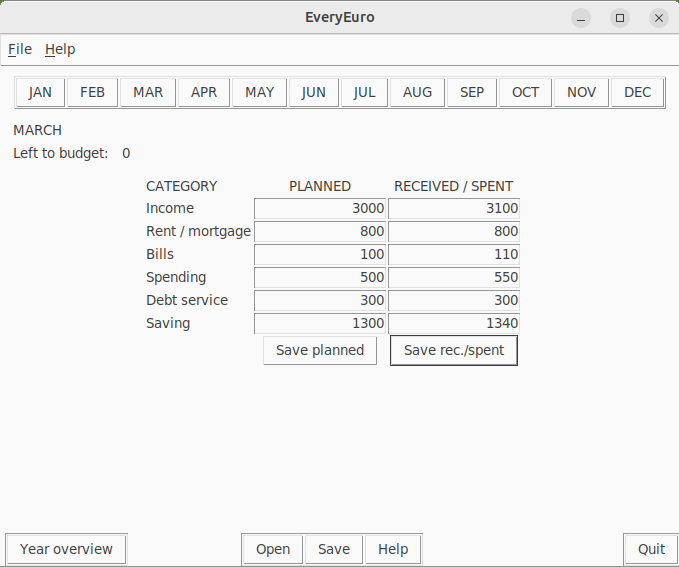 EveryEuro
File Help
JAN FEB MAR APR MAY JUN JUL AUG SEP OCT NOV DEC
MARCH
Left to budget: 0
CATEGORY PLANNED RECEIVED / SPENT
Income 3000 3100
Rent / mortgage 800 800
Bills 100 110
Spending 500 550
Debt service 300 300
Saving 1300 1340
Save planned Save rec./spent
Year overview Open Save Help Quit